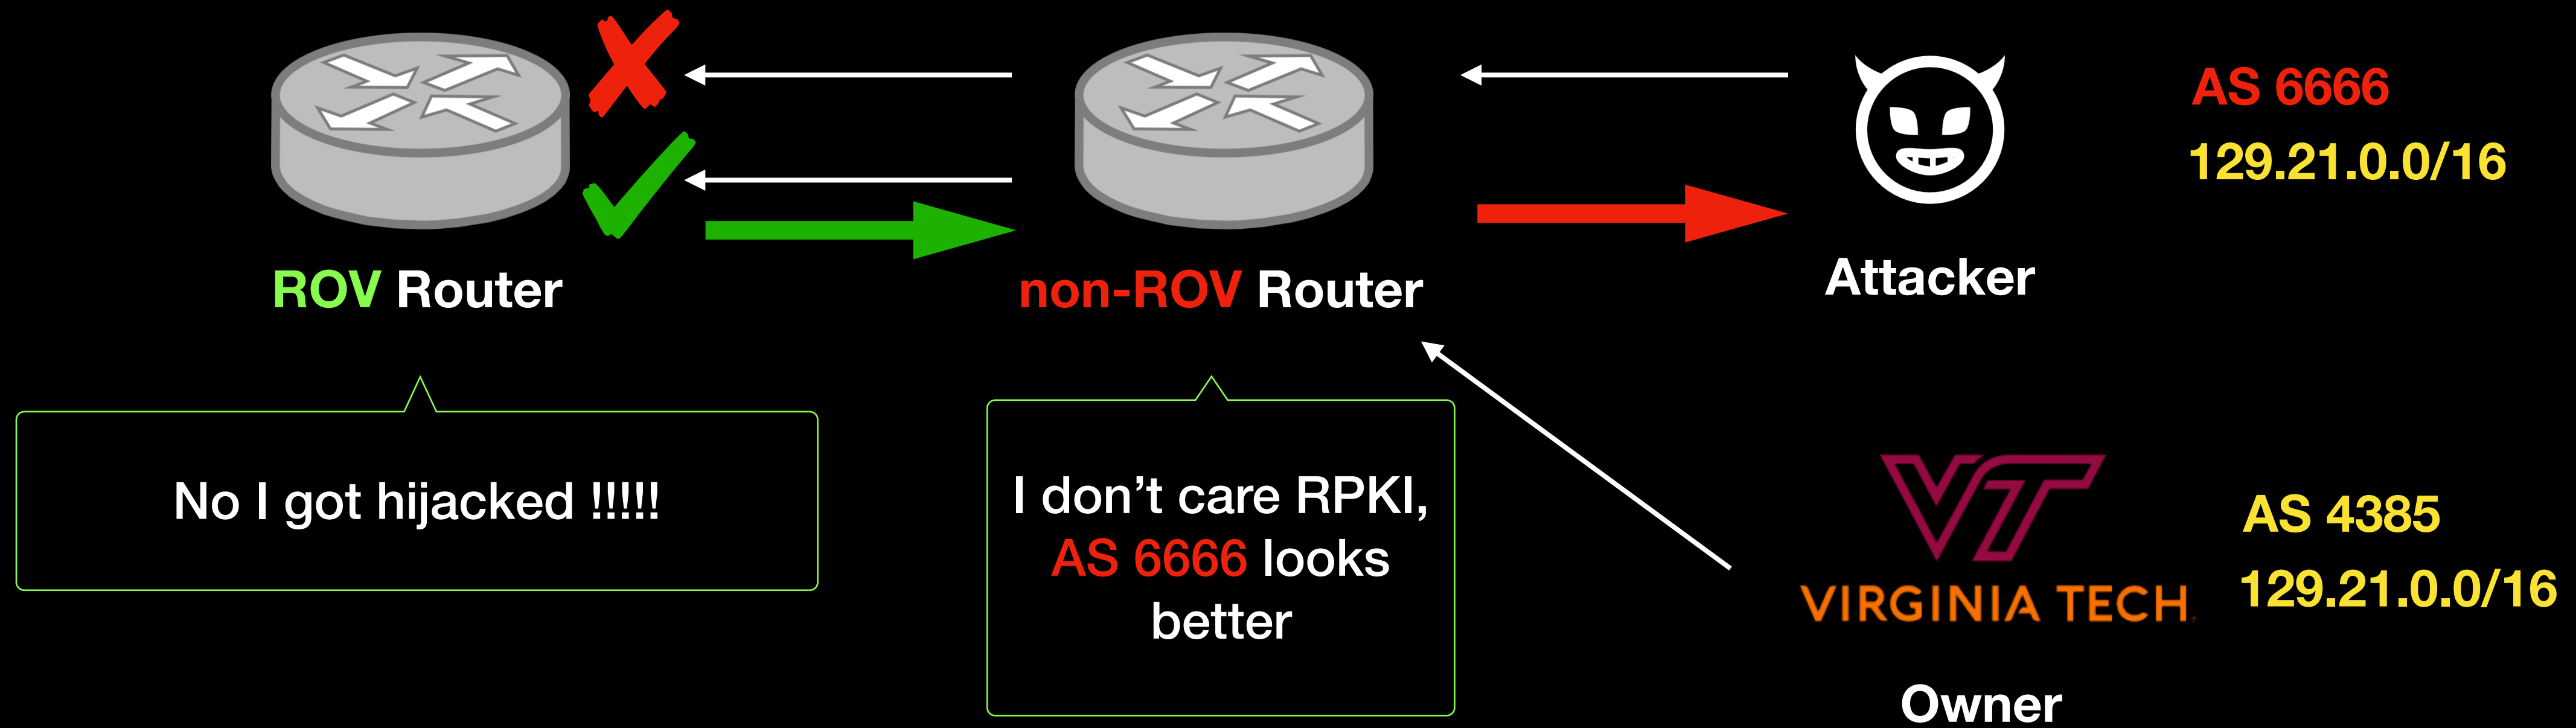 AS 6666
129.21.0.0/16
ROV Router
non-ROV Router
Attacker
No I got hijacked !!!!!
I don’t care RPKI,
AS 6666 looks
better
VT
VIRGINIA TECH.
AS 4385
129.21.0.0/16
Owner